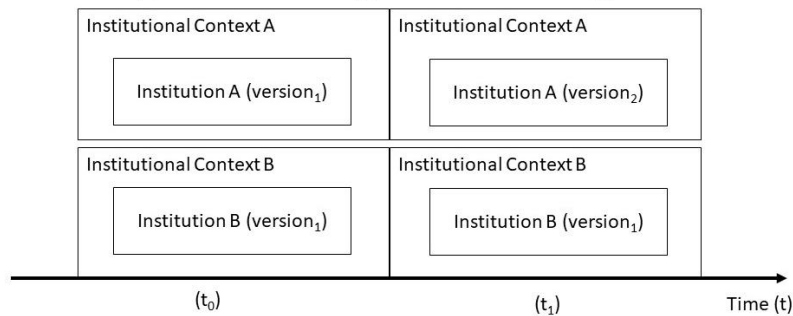 Institutional Context A
Institutional Context A
Institution A (version₁)
Institution A (version₂)
Institutional Context B
Institutional Context B
Institution B (version₁)
Institution B (version₁)
(t₀)
(t₁)
Time (t)